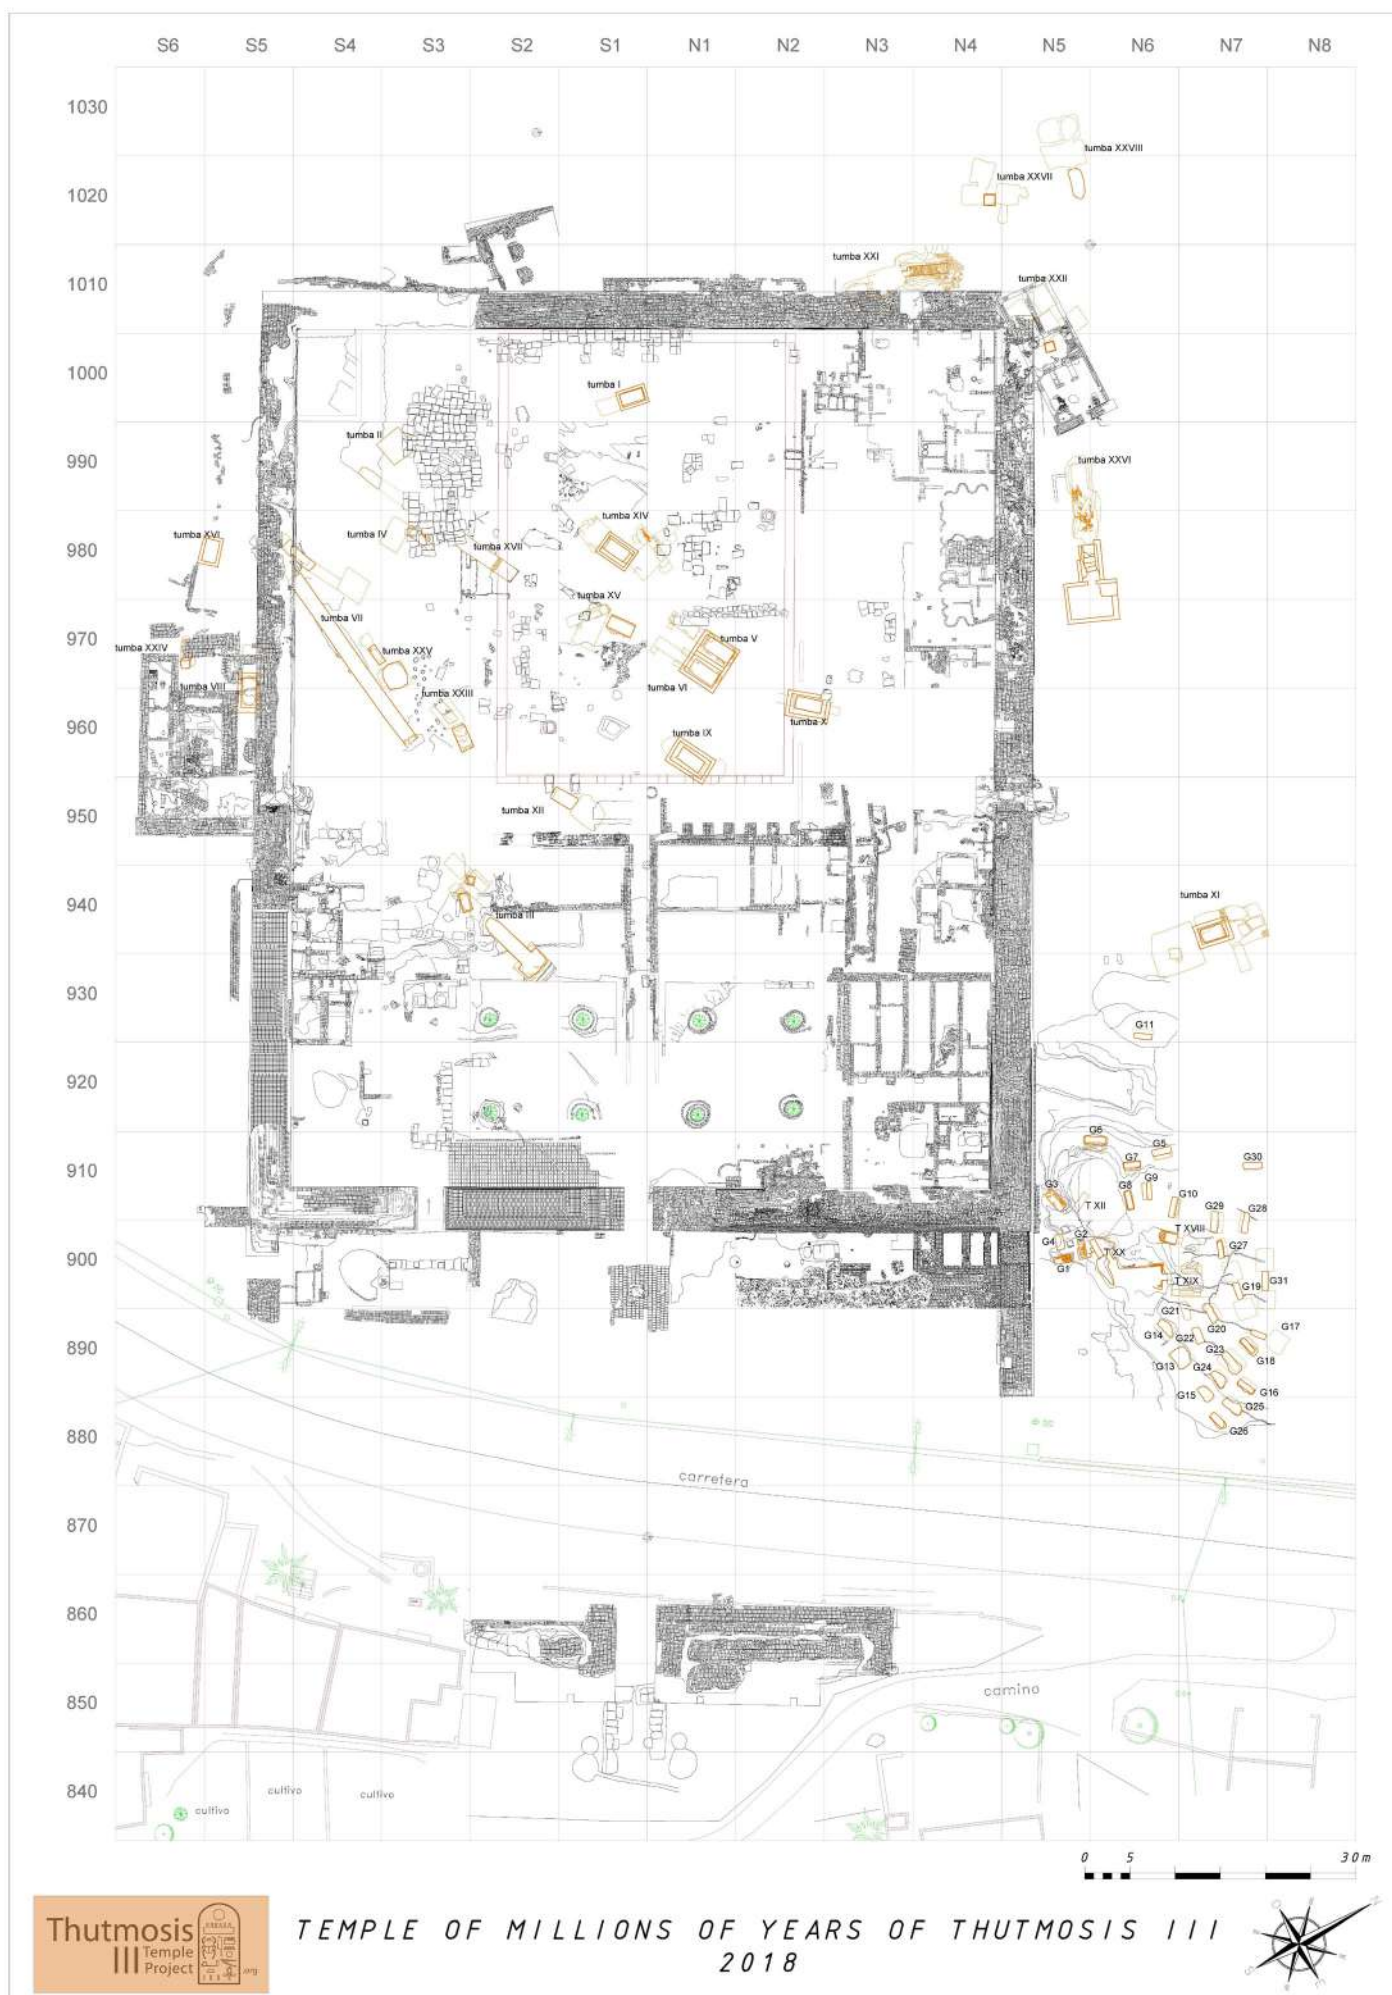 S6 S5 S4 S3 S2 S1 N1 N2 N3 N4 N5 N6 N7 N8
1030
tumba XXVIII
tumba XXVII
1020
tumba XXI
tumba XXII
1010
1000
tumba I
tumba II
990
tumba XXVI
tumba XIV
tumba XVI
tumba IV
tumba XVII
980
tumba XV
tumba VII
970
tumba V
tumba XXIV
tumba XXV
tumba VIII
tumba VI
tumba XXIII
960
tumba X
tumba IX
tumba XII
950
tumba XI
940
tumba III
930
G11
920
G6
G5
G7
G30
910
G3
G8
G9
T XII
G10
G29
G28
G4
G2
T XVIII
G27
T XX
900
G1
T XIX
G19
G31
G21
G14
G22
G20
G17
890
G23
G18
G13
G24
G15
G16
G25
G26
880
carretera
870
860
850
camino
840
cultivo
cultivo
cultivo
0 5 30m
Thutmosis
III Temple
Project
.org
TEMPLE OF MILLIONS OF YEARS OF THUTMOSIS III
2018